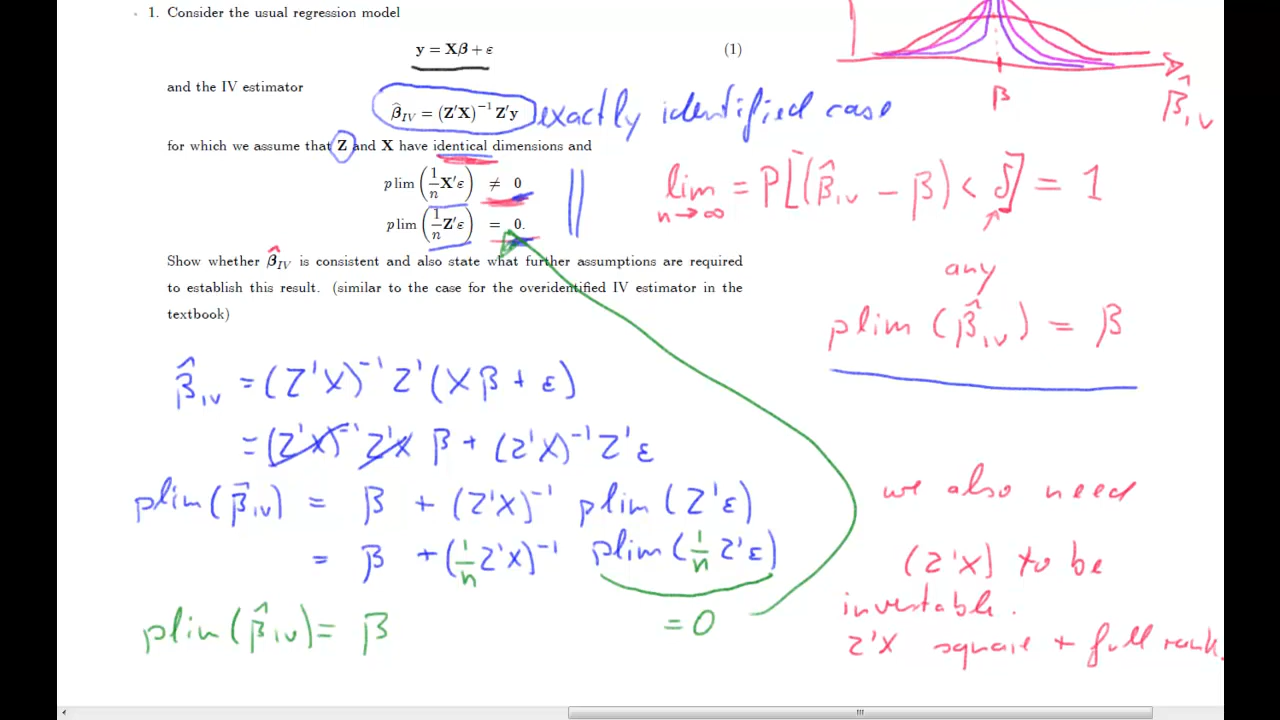 1. Consider the usual regression model
y = Xβ + ε (1)
and the IV estimator
β̂_IV = (Z'X)⁻¹ Z'y exactly identified case
for which we assume that Z and X have identical dimensions and
p lim (1/n X'ε) ≠ 0
p lim (1/n Z'ε) = 0.
Show whether β̂_IV is consistent and also state what further assumptions are required
to establish this result. (similar to the case for the overidentified IV estimator in the
textbook)
β̂_IV = (Z'X)⁻¹ Z' (Xβ + ε)
= (Z'X)⁻¹ Z'X β + (Z'X)⁻¹ Z'ε
plim (β̂_IV) = β + (Z'X)⁻¹ plim (Z'ε)
= β + (1/n Z'X)⁻¹ plim (1/n Z'ε)
= 0
plim (β̂_IV) = β
β
β̂_IV
lim n→∞ = P[(β̂_IV − β) < δ] = 1
any
plim (β̂_IV) = β
we also need
(Z'X) to be
invertable.
Z'X square + full rank.